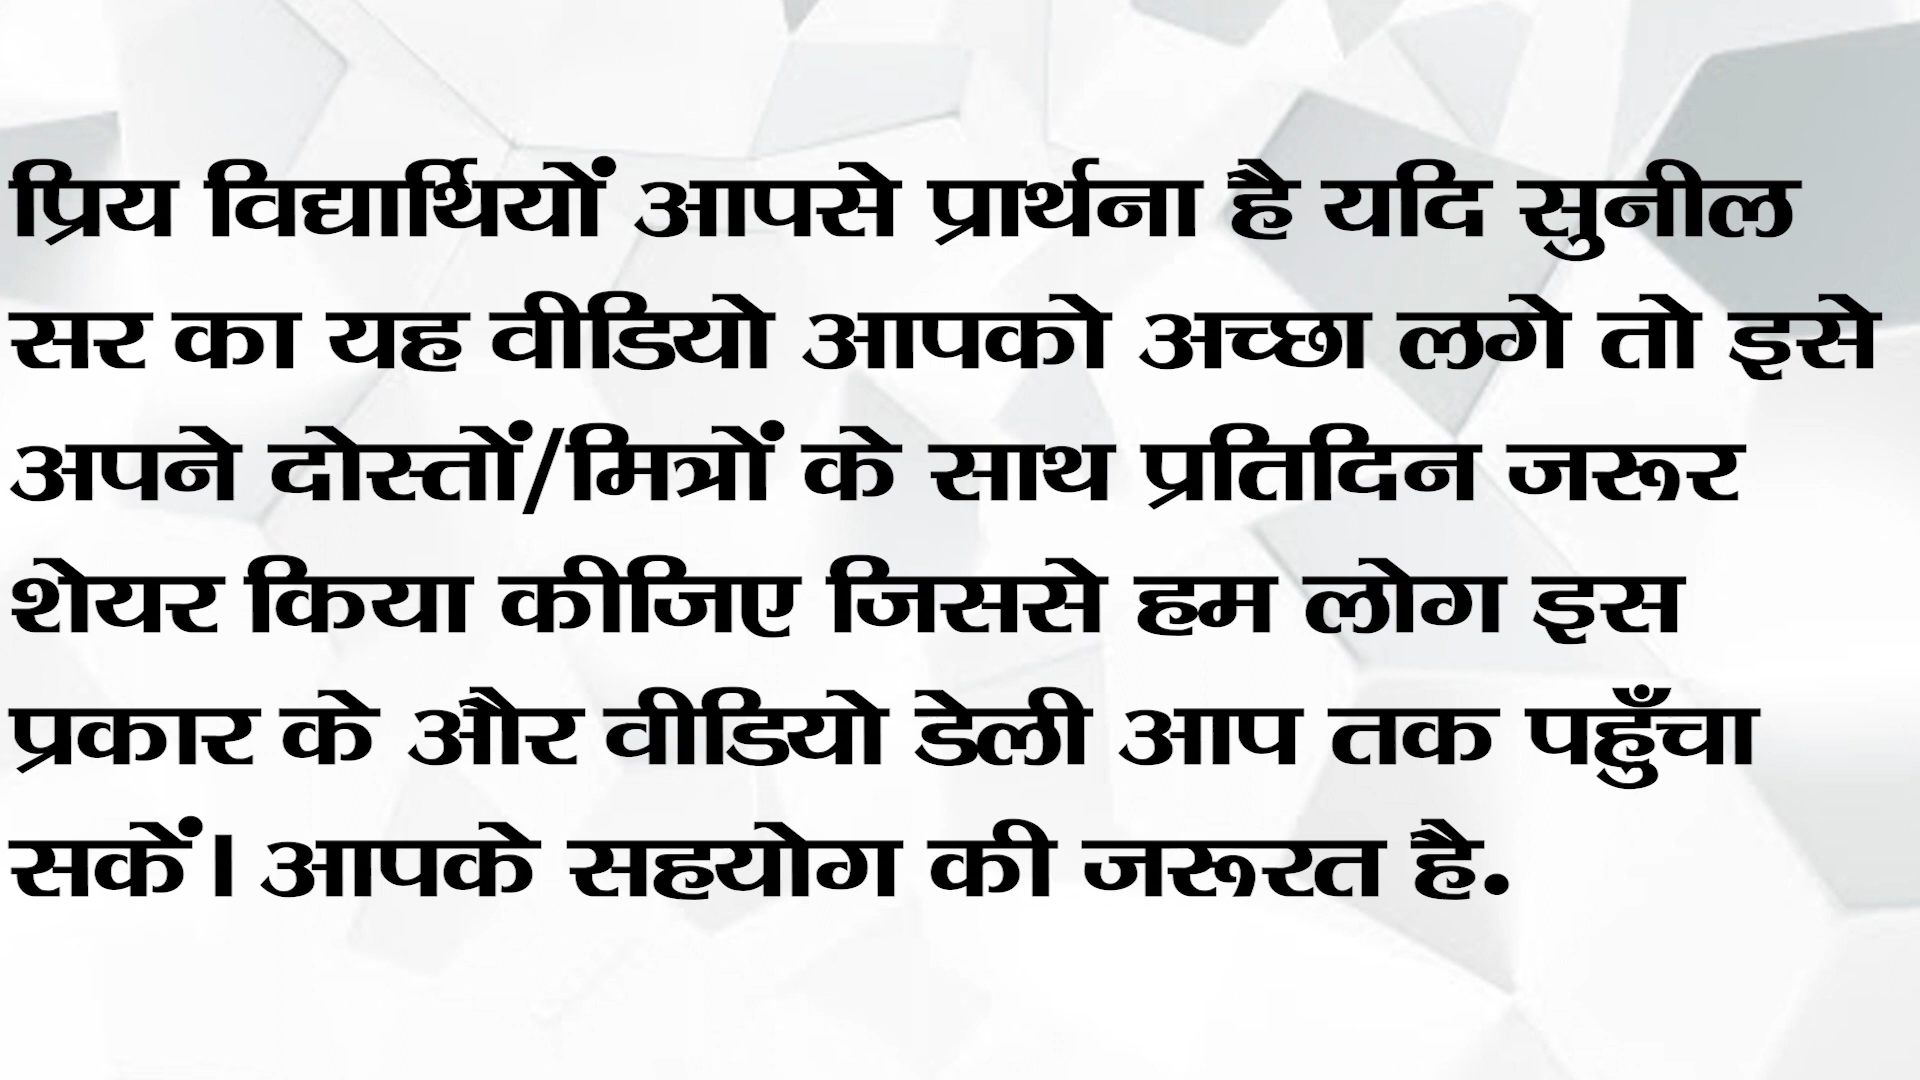 प्रिय विद्यार्थियों आपसे प्रार्थना है यदि सुनील
सर का यह वीडियो आपको अच्छा लगे तो इसे
अपने दोस्तों/मित्रों के साथ प्रतिदिन जरूर
शेयर किया कीजिए जिससे हम लोग इस
प्रकार के और वीडियो डेली आप तक पहुँचा
सकें। आपके सहयोग की जरूरत है.